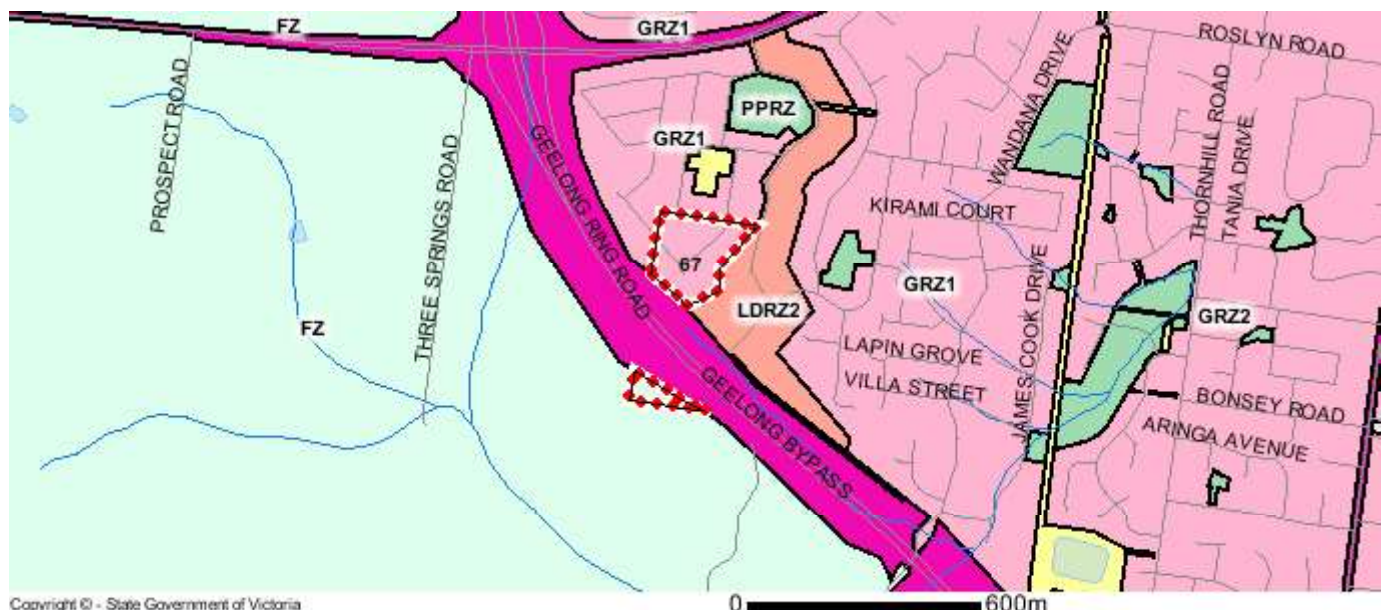 FZ
GRZ1
ROSLYN ROAD
WANDANA DRIVE
PROSPECT ROAD
THREE SPRINGS ROAD
GEELONG RING ROAD
PPRZ
GRZ1
THORNHILL ROAD
TANIA DRIVE
KIRAMI COURT
67
GRZ1
LDRZ2
GRZ2
FZ
JAMES COOK DRIVE
LAPIN GROVE
VILLA STREET
GEELONG BYPASS
BONSEY ROAD
ARINGA AVENUE
Copyright © - State Government of Victoria
0 600m